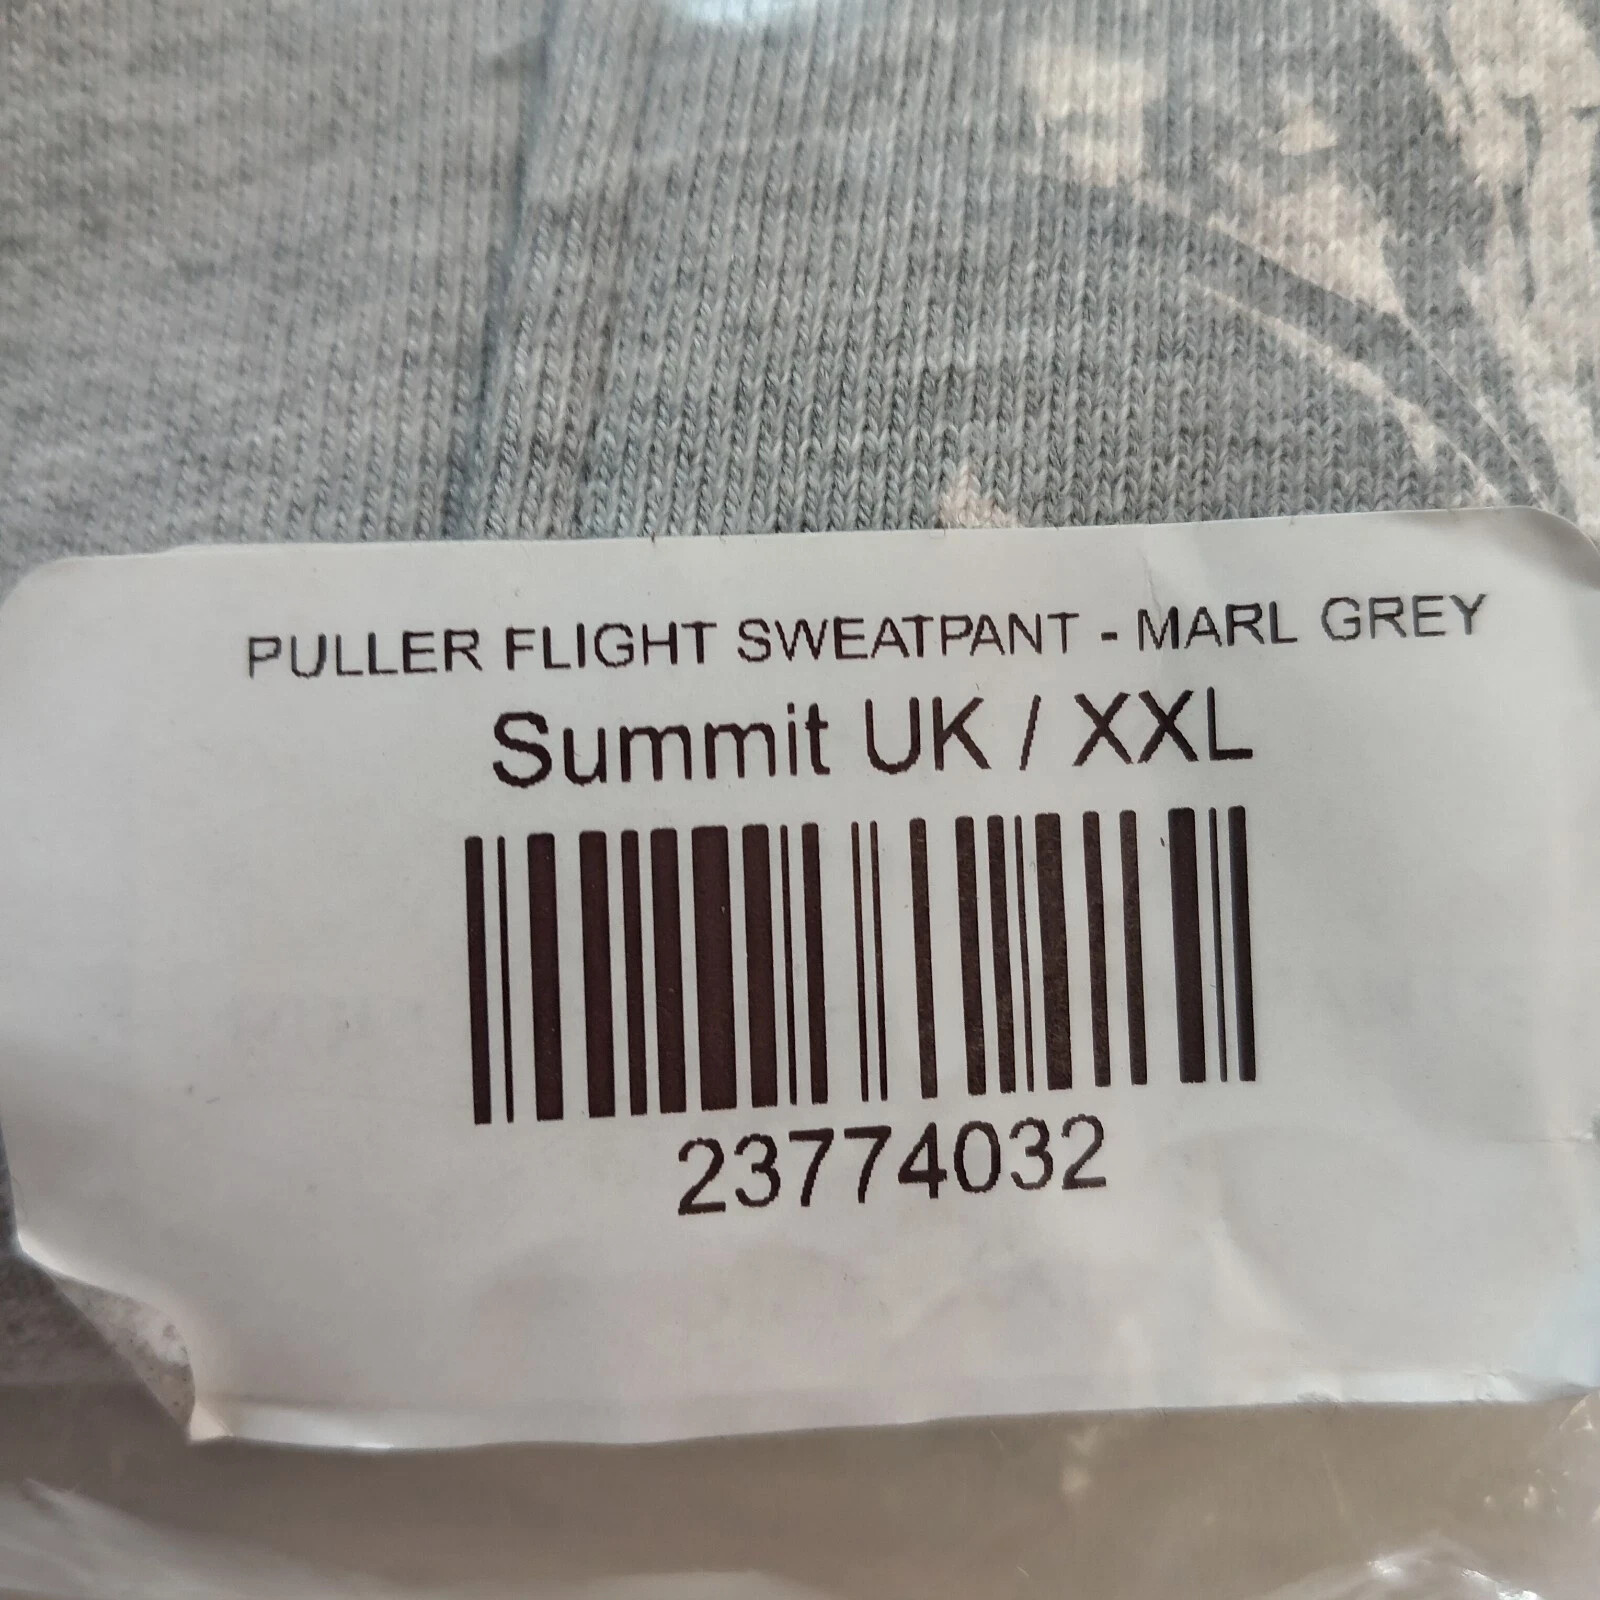 PULLER FLIGHT SWEATPANT - MARL GREY
Summit UK / XXL
23774032